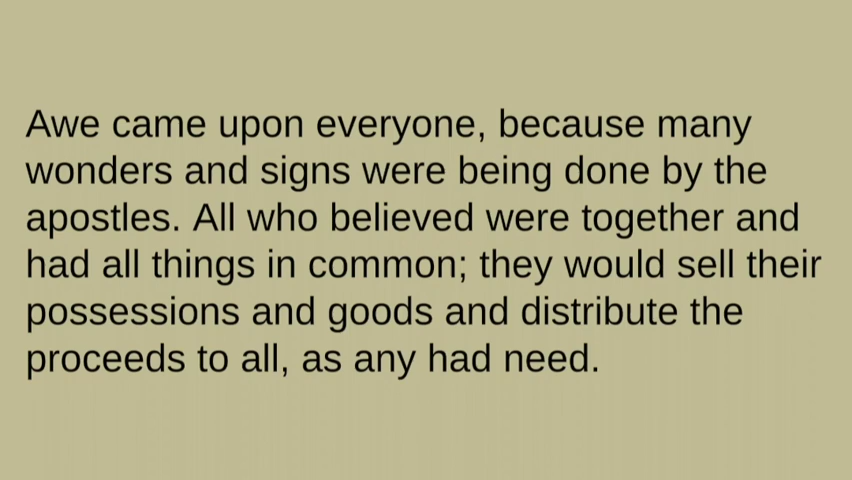 Awe came upon everyone, because many
wonders and signs were being done by the
apostles. All who believed were together and
had all things in common; they would sell their
possessions and goods and distribute the
proceeds to all, as any had need.